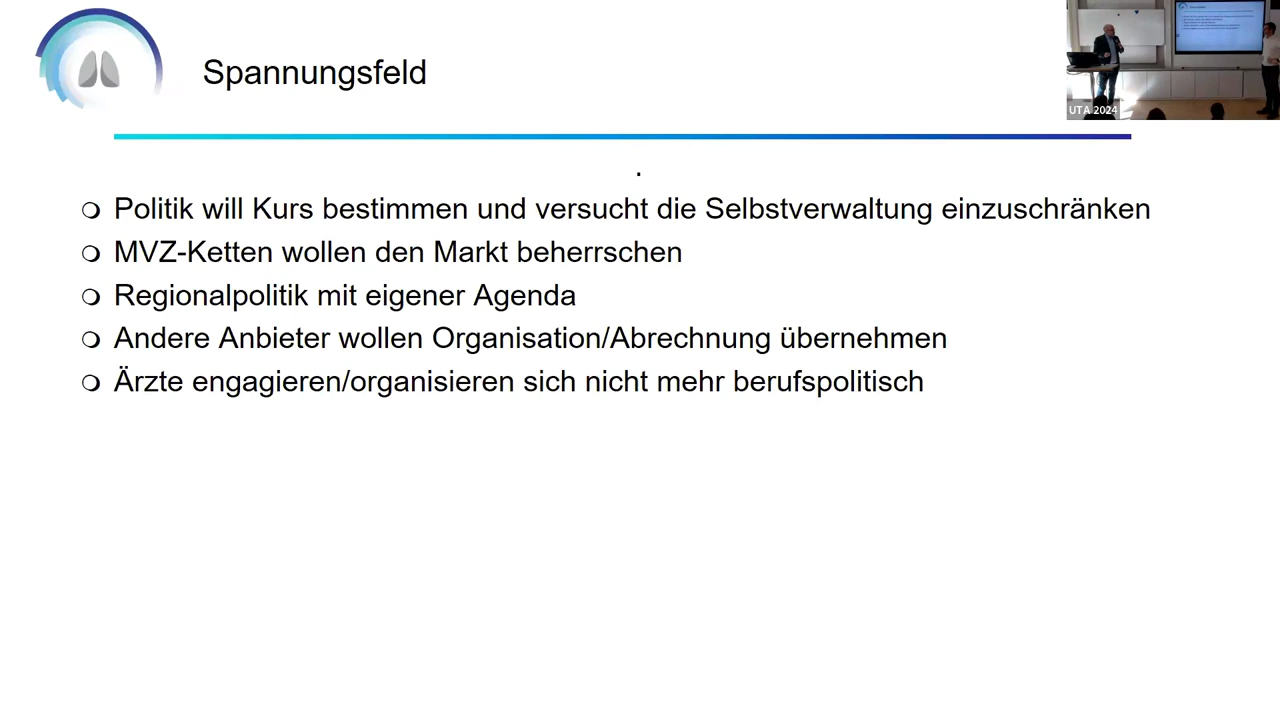 Spannungsfeld
UTA 2024
.
Politik will Kurs bestimmen und versucht die Selbstverwaltung einzuschränken
MVZ-Ketten wollen den Markt beherrschen
Regionalpolitik mit eigener Agenda
Andere Anbieter wollen Organisation/Abrechnung übernehmen
Ärzte engagieren/organisieren sich nicht mehr berufspolitisch